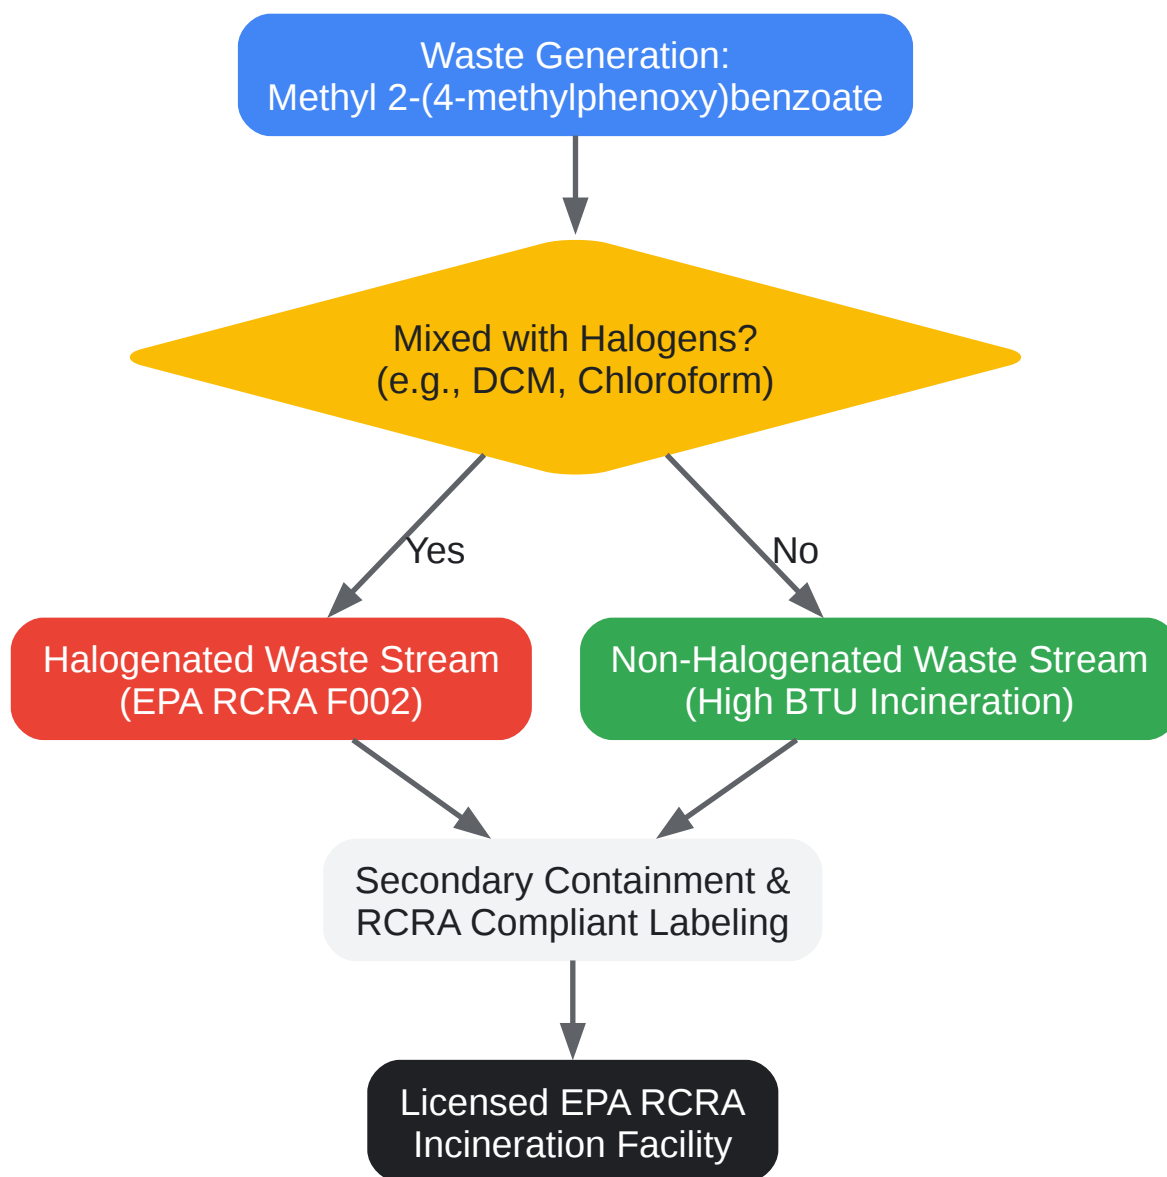 Waste Generation:
Methyl 2-(4-methylphenoxy)benzoate
Mixed with Halogens?
(e.g., DCM, Chloroform)
Yes
No
Halogenated Waste Stream
(EPA RCRA F002)
Non-Halogenated Waste Stream
(High BTU Incineration)
Secondary Containment &
RCRA Compliant Labeling
Licensed EPA RCRA
Incineration Facility